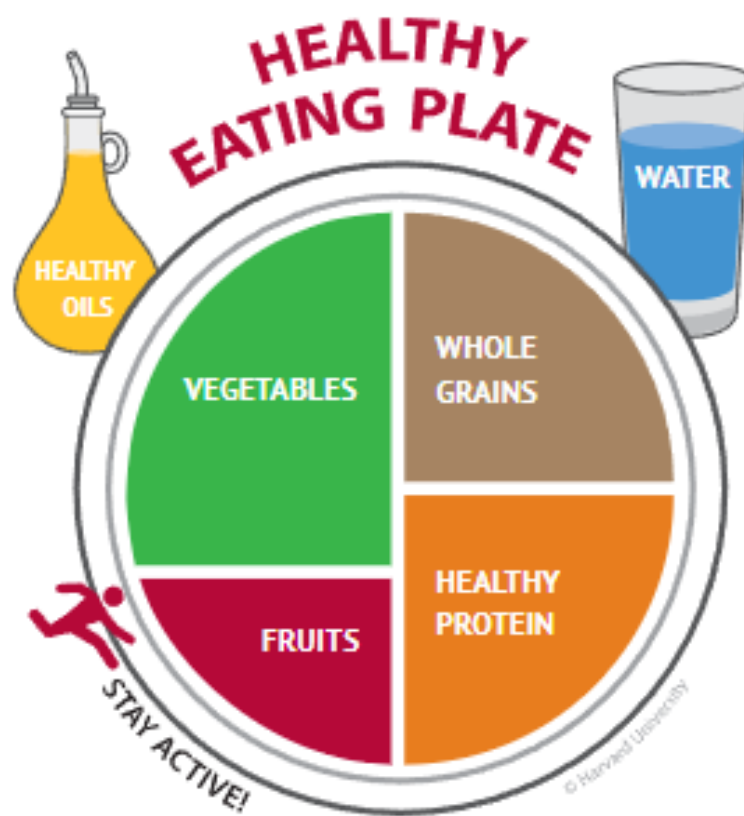 HEALTHY
EATING PLATE
HEALTHY
OILS
WATER
VEGETABLES
WHOLE
GRAINS
FRUITS
HEALTHY
PROTEIN
STAY ACTIVE!
© Harvard University